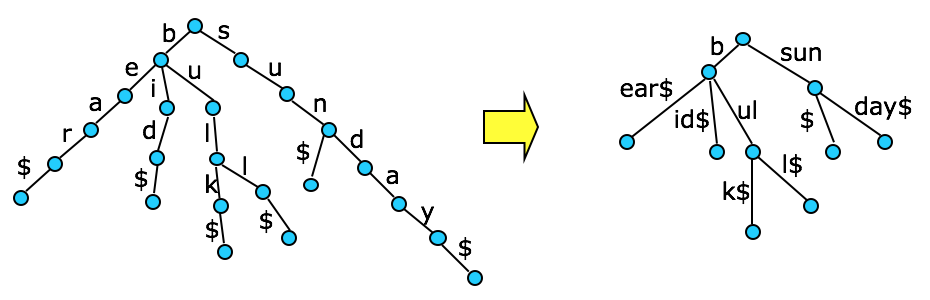 b s
e i u u
a d l n
r $ k l $ d
$ $ $ a
y
$
b sun
ear$ id$ ul $ day$
k$ l$